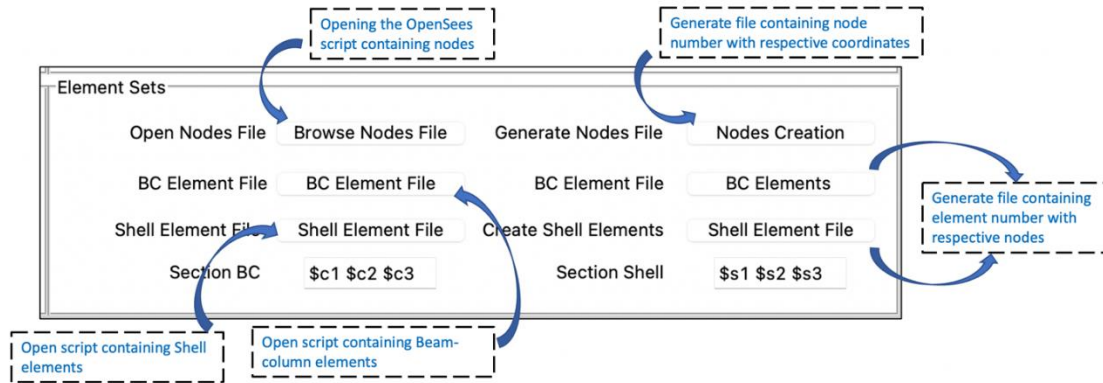 Opening the OpenSees
script containing nodes
Generate file containing node
number with respective coordinates
Element Sets
Open Nodes File Browse Nodes File Generate Nodes File Nodes Creation
BC Element File BC Element File BC Element File BC Elements
Shell Element File Shell Element File Create Shell Elements Shell Element File
Section BC $c1 $c2 $c3 Section Shell $s1 $s2 $s3
Generate file containing
element number with
respective nodes
Open script containing Shell
elements
Open script containing Beam-
column elements